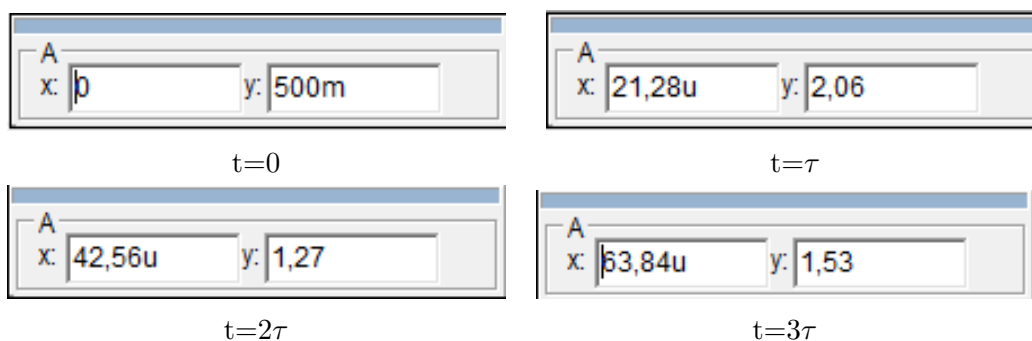 A
x: 0 y: 500m
t=0
A
x: 21,28u y: 2,06
t=τ
A
x: 42,56u y: 1,27
t=2τ
A
x: 63,84u y: 1,53
t=3τ